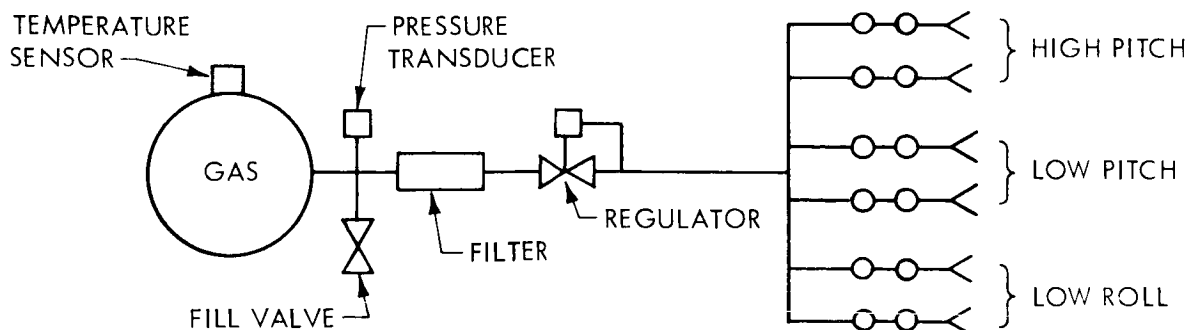 TEMPERATURE
SENSOR
PRESSURE
TRANSDUCER
HIGH PITCH
GAS
LOW PITCH
REGULATOR
FILTER
LOW ROLL
FILL VALVE